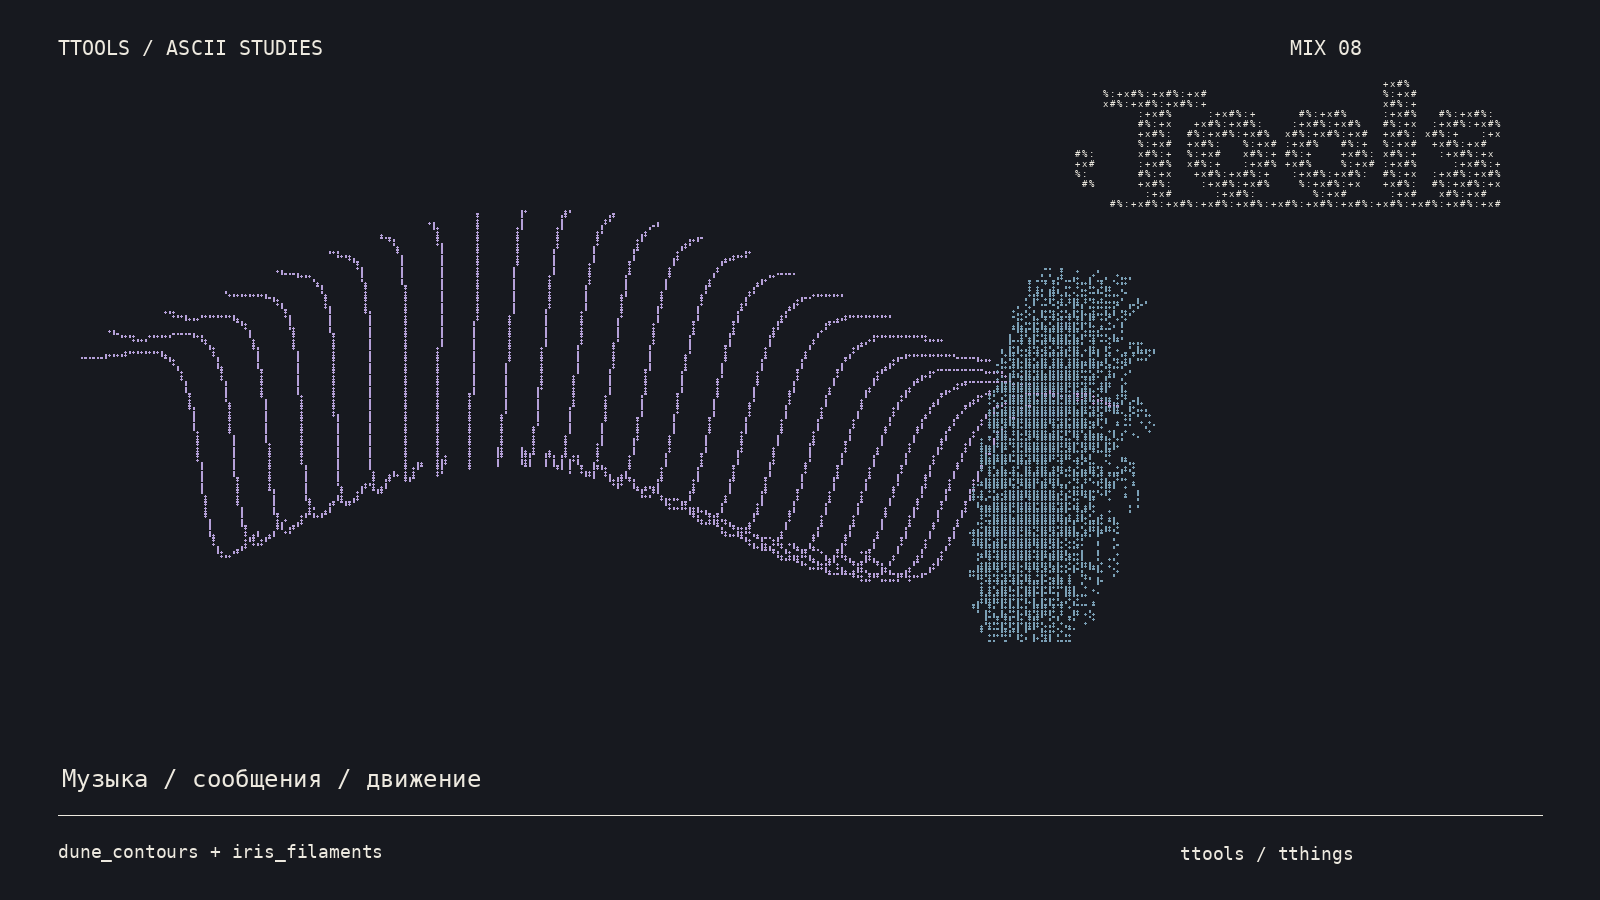 TTOOLS / ASCII STUDIES
MIX 08
Tools
Музыка / сообщения / движение
dune_contours + iris_filaments
ttools / tthings